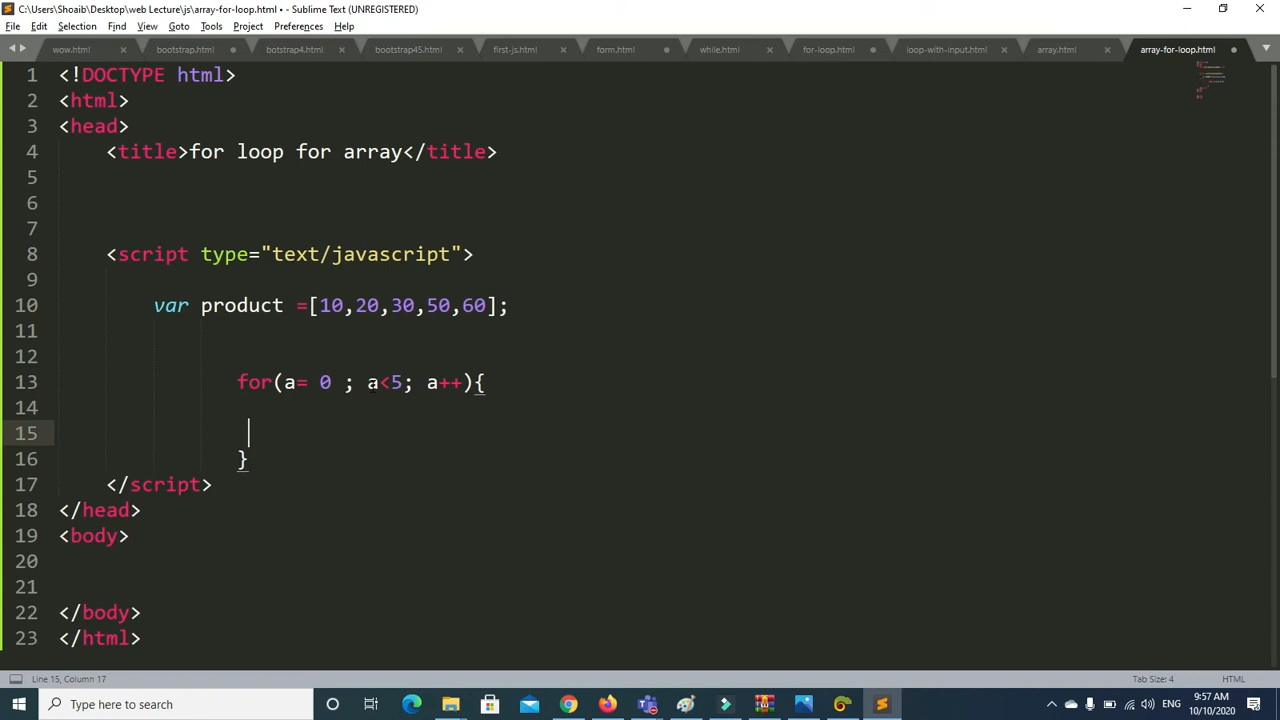 C:\Users\Shoaib\Desktop\web Lecture\js\array-for-loop.html • - Sublime Text (UNREGISTERED)
File Edit Selection Find View Goto Tools Project Preferences Help
wow.html bootstrap.html botstrap4.html bootstrap45.html first-js.html form.html while.html for-loop.html loop-with-input.html array.html array-for-loop.html
1 <!DOCTYPE html>
2 <html>
3 <head>
4 <title>for loop for array</title>
5
6
7
8 <script type="text/javascript">
9
10 var product =[10,20,30,50,60];
11
12
13 for(a= 0 ; a<5; a++){
14
15
16 }
17 </script>
18 </head>
19 <body>
20
21
22 </body>
23 </html>
Line 15, Column 17 Tab Size: 4 HTML
Type here to search ENG 9:57 AM
10/10/2020